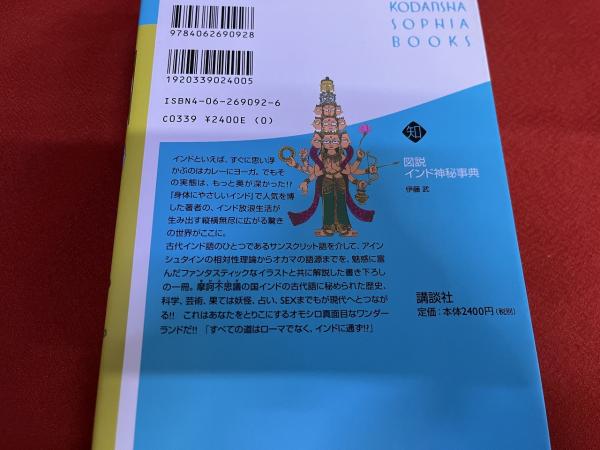 KODANSHA
SOPHIA
BOOKS
9784062690928
1920339024005
ISBN4-06-269092-6
C0339 ¥2400E (0)
知
図説
インド神秘事典
伊藤 武
インドといえば、すぐに思い浮
かぶのはカレーにヨーガ。でもそ
の実態は、もっと奥が深かった!?
『身体にやさしいインド』で人気を博
した著者の、インド放浪生活が
生み出す縦横無尽に広がる驚き
の世界がここに。
古代インド語のひとつであるサンスクリット語を介して、アイン
シュタインの相対性理論からオカマの語源までを、魅惑に富
んだファンタスティックなイラストと共に解説した書き下ろし
の一冊。摩訶不思議の国インドの古代語に秘められた歴史、
科学、芸術、果ては妖怪、占い、SEXまでもが現代へとつなが
る!! これはあなたをとりこにするオモシロ真面目なワンダー
ランドだ!!「すべての道はローマでなく、インドに通ず!?」
講談社
定価:本体2400円(税別)